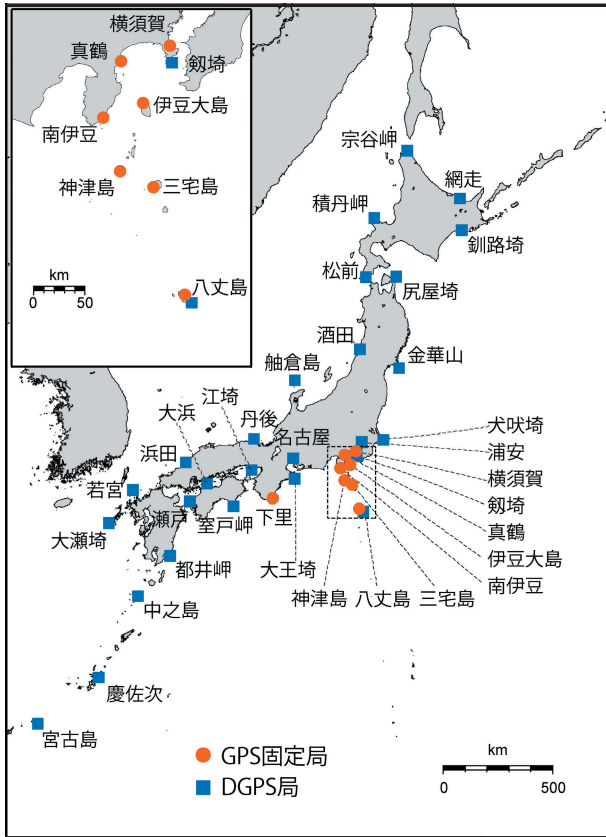 横須賀
真鶴
剱埼
伊豆大島
南伊豆
神津島
三宅島
km
0 50
八丈島
宗谷岬
網走
積丹岬
釧路埼
松前
尻屋埼
酒田
金華山
舳倉島
江埼
大浜
丹後
名古屋
浜田
犬吠埼
浦安
横須賀
剱埼
真鶴
伊豆大島
南伊豆
若宮
瀬戸
室戸岬
下里
大瀬埼
都井岬
大王埼
神津島
八丈島
三宅島
中之島
慶佐次
宮古島
GPS固定局
DGPS局
km
0 500